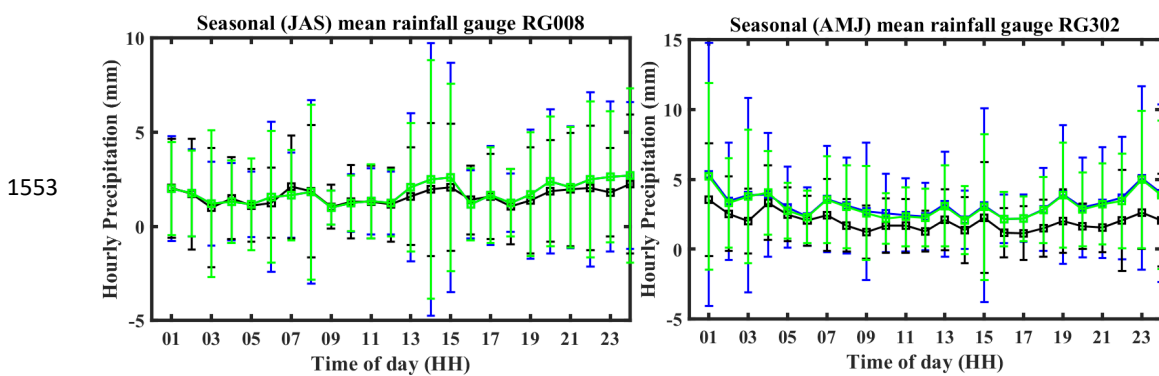 Seasonal (JAS) mean rainfall gauge RG008
Hourly Precipitation (mm)
10
5
0
-5
01 03 05 07 09 11 13 15 17 19 21 23
Time of day (HH)
Seasonal (AMJ) mean rainfall gauge RG302
Hourly Precipitation (mm)
15
10
5
0
-5
01 03 05 07 09 11 13 15 17 19 21 23
Time of day (HH)
1553